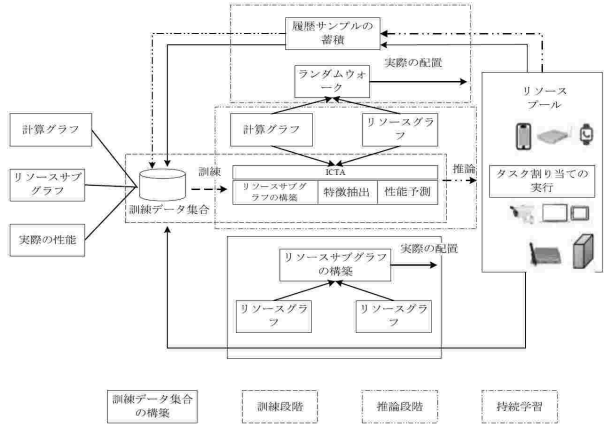 履歴サンプルの
蓄積
実際の配置
ランダムウォ
ーク
リソース
プール
計算グラフ
計算グラフ
リソースグラ
フ
訓練
ICTA
推論
リソースサブ
グラフ
リソースサブグ
ラフの構築
特徴抽出
性能予測
タスク割り当ての
実行
訓練データ集合
実際の性能
実際の配置
リソースサブグラフ
の構築
リソースグラ
フ
リソースグラ
フ
訓練データ集合
の構築
訓練段階
推論段階
持続学習